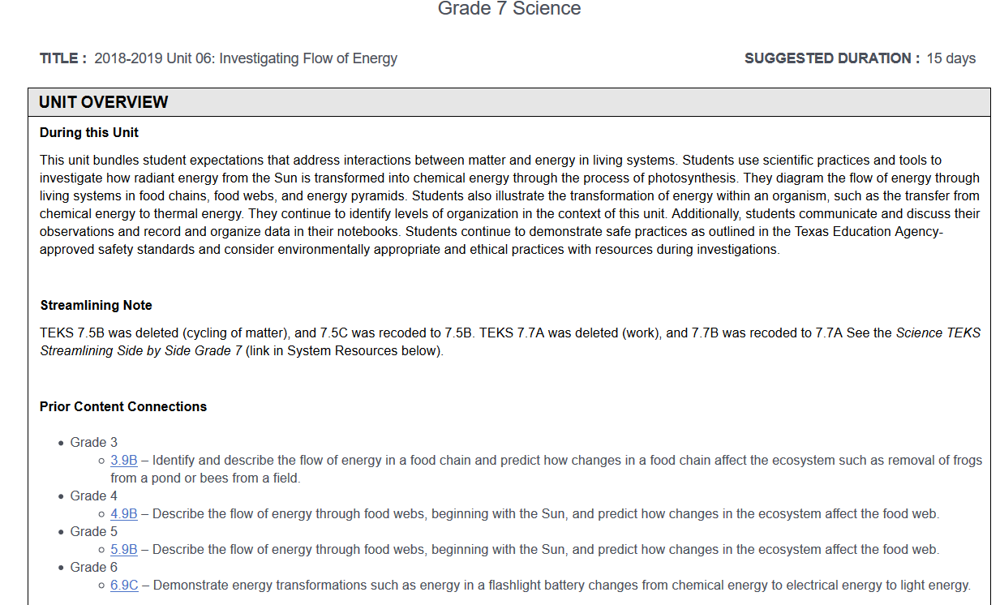 Grade 7 Science
TITLE : 2018-2019 Unit 06: Investigating Flow of Energy
SUGGESTED DURATION : 15 days
UNIT OVERVIEW
During this Unit
This unit bundles student expectations that address interactions between matter and energy in living systems. Students use scientific practices and tools to
investigate how radiant energy from the Sun is transformed into chemical energy through the process of photosynthesis. They diagram the flow of energy through
living systems in food chains, food webs, and energy pyramids. Students also illustrate the transformation of energy within an organism, such as the transfer from
chemical energy to thermal energy. They continue to identify levels of organization in the context of this unit. Additionally, students communicate and discuss their
observations and record and organize data in their notebooks. Students continue to demonstrate safe practices as outlined in the Texas Education Agency-
approved safety standards and consider environmentally appropriate and ethical practices with resources during investigations.
Streamlining Note
TEKS 7.5B was deleted (cycling of matter), and 7.5C was recoded to 7.5B. TEKS 7.7A was deleted (work), and 7.7B was recoded to 7.7A See the Science TEKS
Streamlining Side by Side Grade 7 (link in System Resources below).
Prior Content Connections
• Grade 3
○ 3.9B – Identify and describe the flow of energy in a food chain and predict how changes in a food chain affect the ecosystem such as removal of frogs
from a pond or bees from a field.
• Grade 4
○ 4.9B – Describe the flow of energy through food webs, beginning with the Sun, and predict how changes in the ecosystem affect the food web.
• Grade 5
○ 5.9B – Describe the flow of energy through food webs, beginning with the Sun, and predict how changes in the ecosystem affect the food web.
• Grade 6
○ 6.9C – Demonstrate energy transformations such as energy in a flashlight battery changes from chemical energy to electrical energy to light energy.